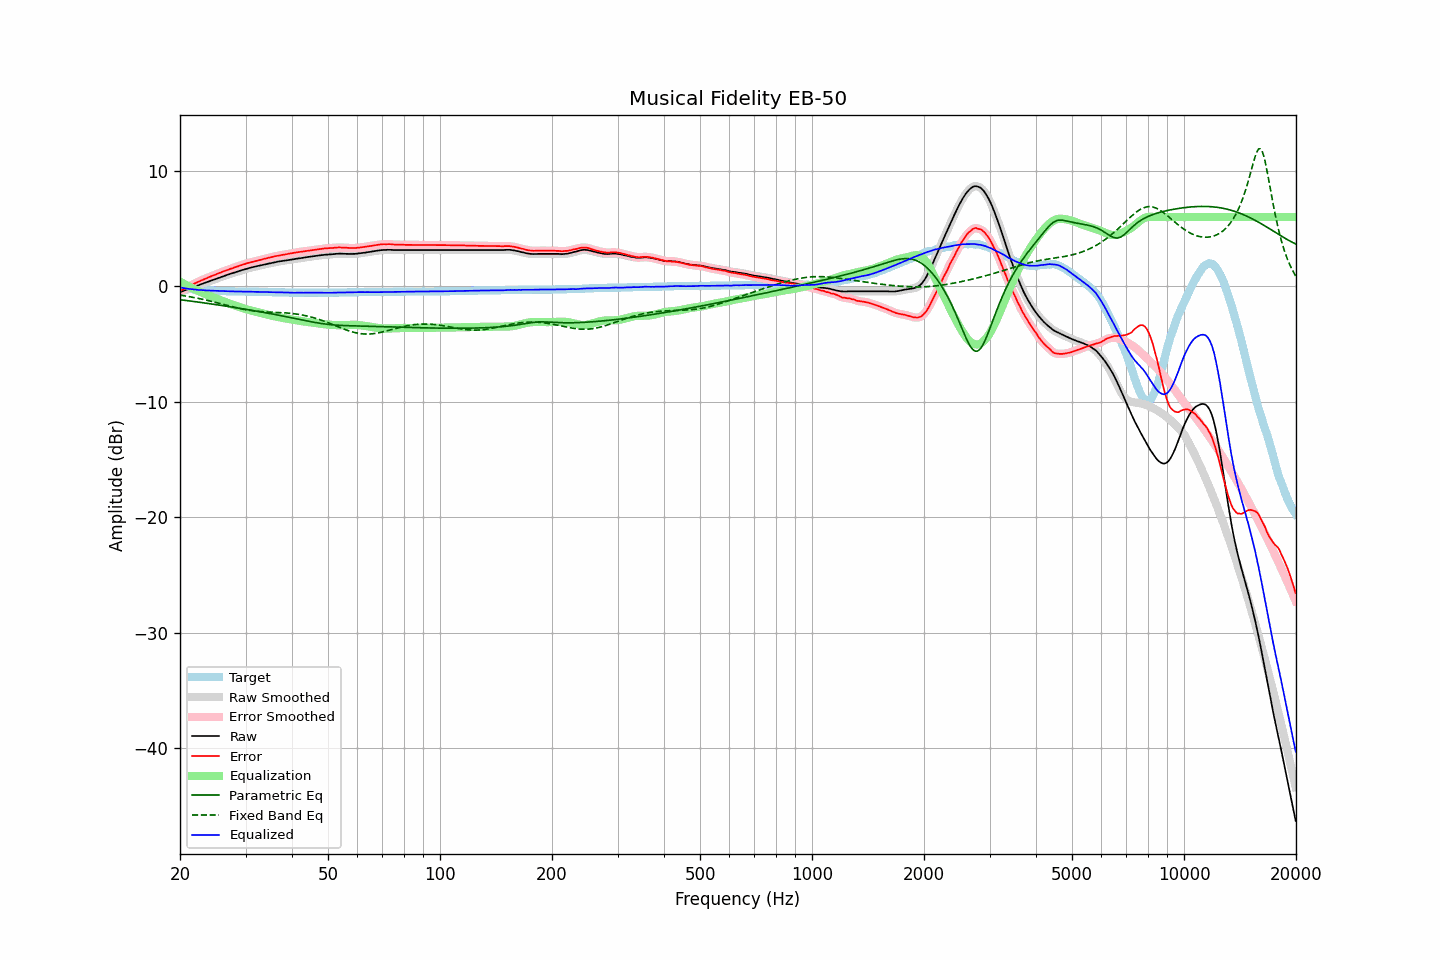 Musical Fidelity EB-50
Amplitude (dBr)
10
0
−10
−20
−30
−40
Target
Raw Smoothed
Error Smoothed
Raw
Error
Equalization
Parametric Eq
Fixed Band Eq
Equalized
20 50 100 200 500 1000 2000 5000 10000 20000
Frequency (Hz)